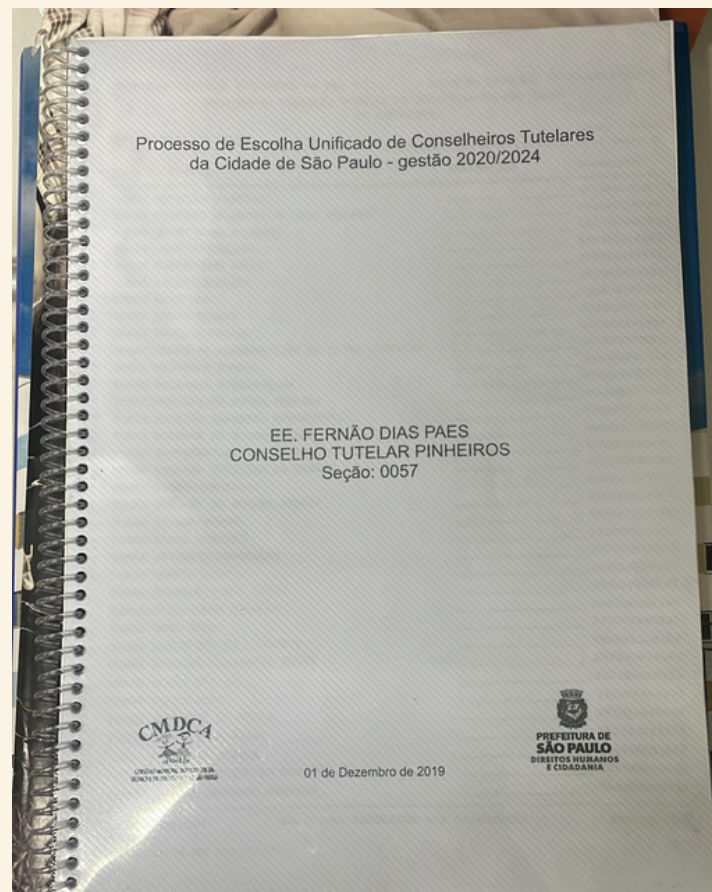 Processo de Escolha Unificado de Conselheiros Tutelares
da Cidade de São Paulo - gestão 2020/2024
EE. FERNÃO DIAS PAES
CONSELHO TUTELAR PINHEIROS
Seção: 0057
CMDCA
01 de Dezembro de 2019
PREFEITURA DE
SÃO PAULO
DIREITOS HUMANOS
E CIDADANIA